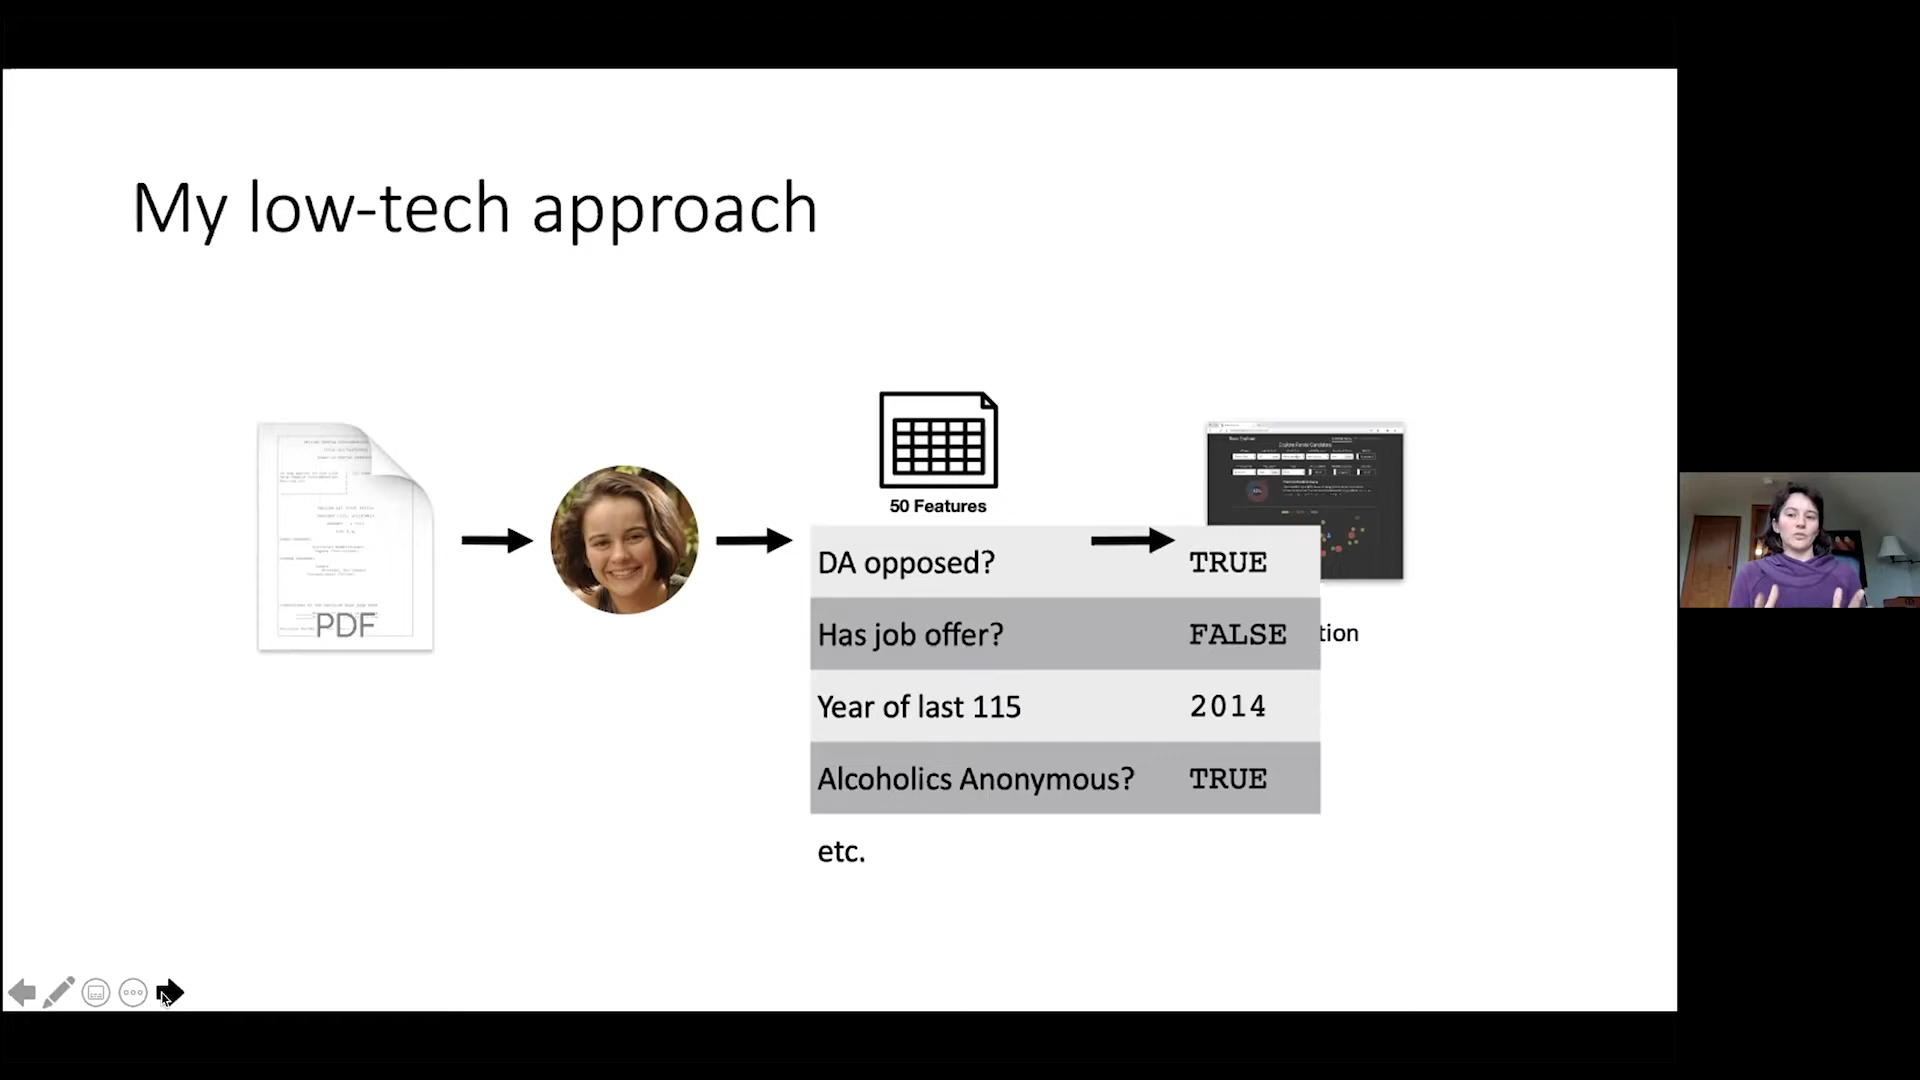 My low-tech approach
PDF
50 Features
DA opposed? TRUE
Has job offer? FALSE
tion
Year of last 115 2014
Alcoholics Anonymous? TRUE
etc.